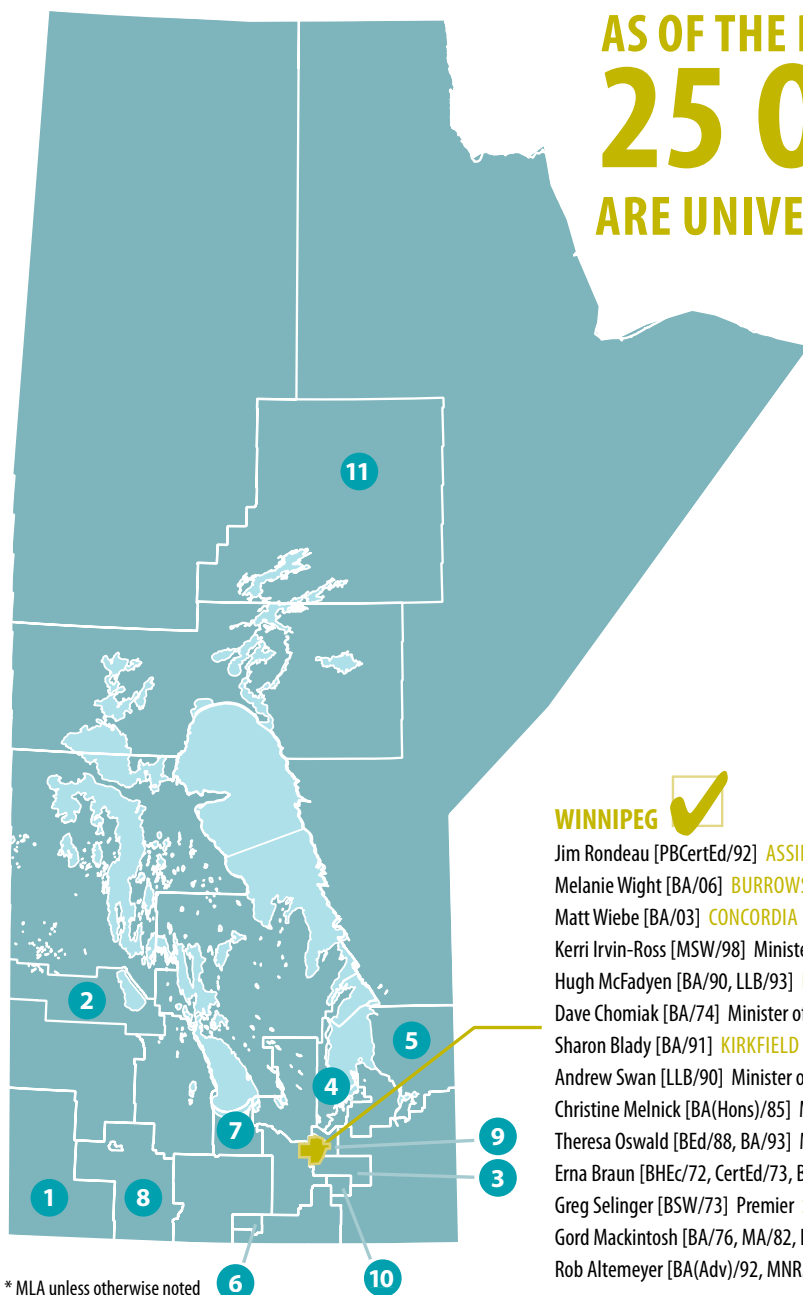 AS OF THE
25
ARE
11
2
5
4
7
9
1
8
3
6
10
* MLA unless otherwise noted
WINNIPEG
Jim Rondeau [PBCertEd/92]
Melanie Wight [BA/06] BURROWS
Matt Wiebe [BA/03] CONCORDIA
Kerri Irvin-Ross [MSW/98]
Hugh McFadyen [BA/90, LLB/93]
Dave Chomiak [BA/74] Minister of
Sharon Blady [BA/91] KIRKFIELD
Andrew Swan [LLB/90] Minister
Christine Melnick [BA(Hons)/85]
Theresa Oswald [BEd/88, BA/93]
Erna Braun [BHEc/72, CertEd/73,
Greg Selinger [BSW/73] Premier
Gord Mackintosh [BA/76, MA/82,
Rob Altemeyer [BA(Adv)/92,